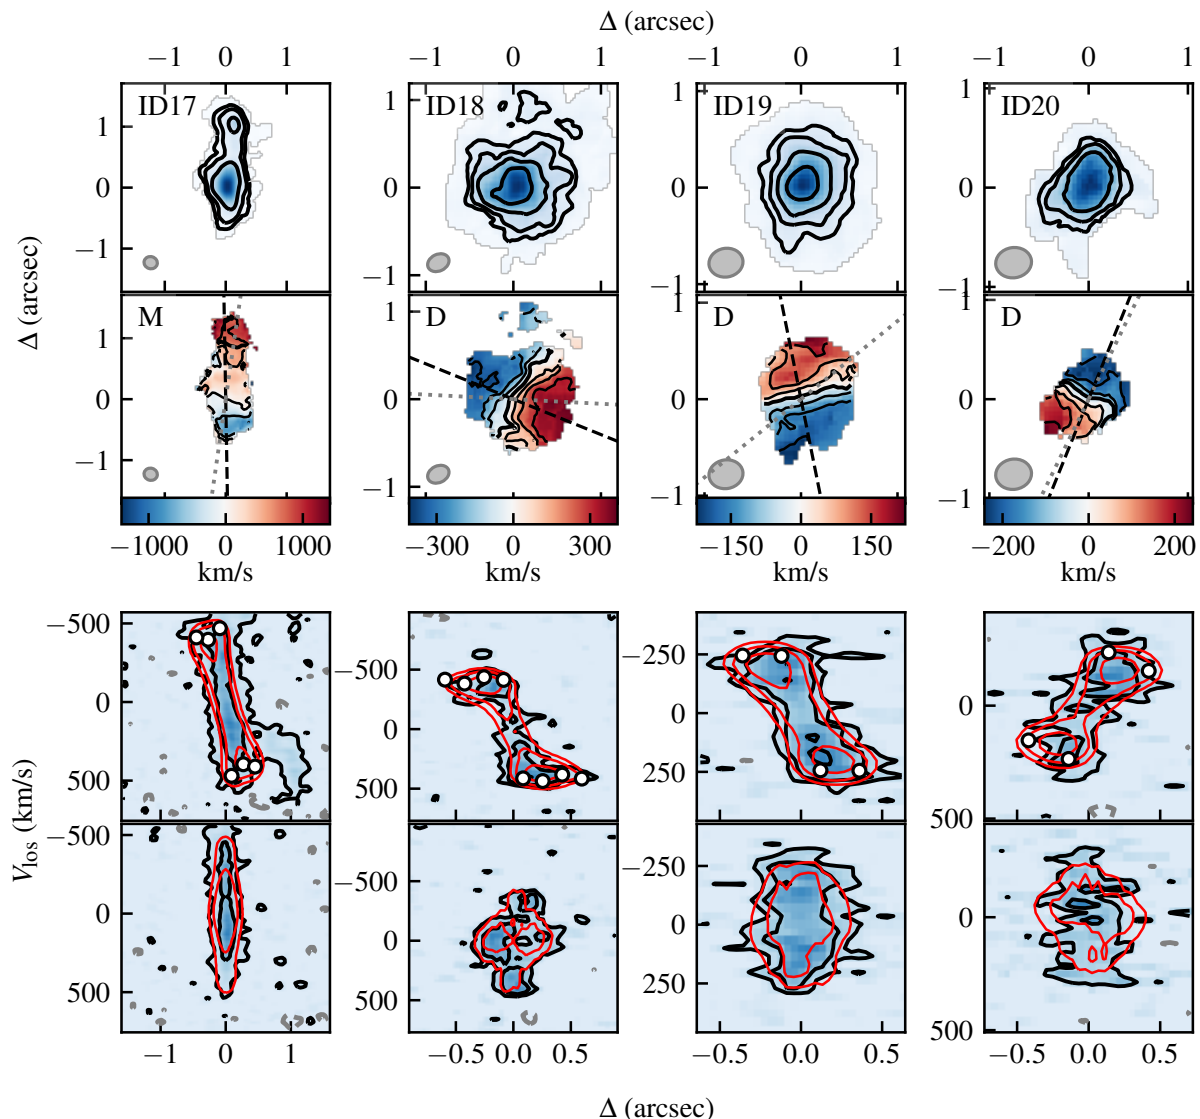 Δ (arcsec)
−1 0 1 −1 0 1 −1 0 1 −1 0 1
ID17 ID18 ID19 ID20
1 1 1 1
0 0 0 0
−1 −1 −1 −1
Δ (arcsec)
M D D D
1 1 1 1
0 0 0 0
−1 −1 −1 −1
−1000 0 1000 −300 0 300 −150 0 150 −200 0 200
km/s km/s km/s km/s
−500 −500 −250
0 0 0 0
500 500 250 500
V_los (km/s)
−500 −500 −250
0 0 0 0
500 500 250 500
−1 0 1 −0.5 0.0 0.5 −0.5 0.0 0.5 −0.5 0.0 0.5
Δ (arcsec)